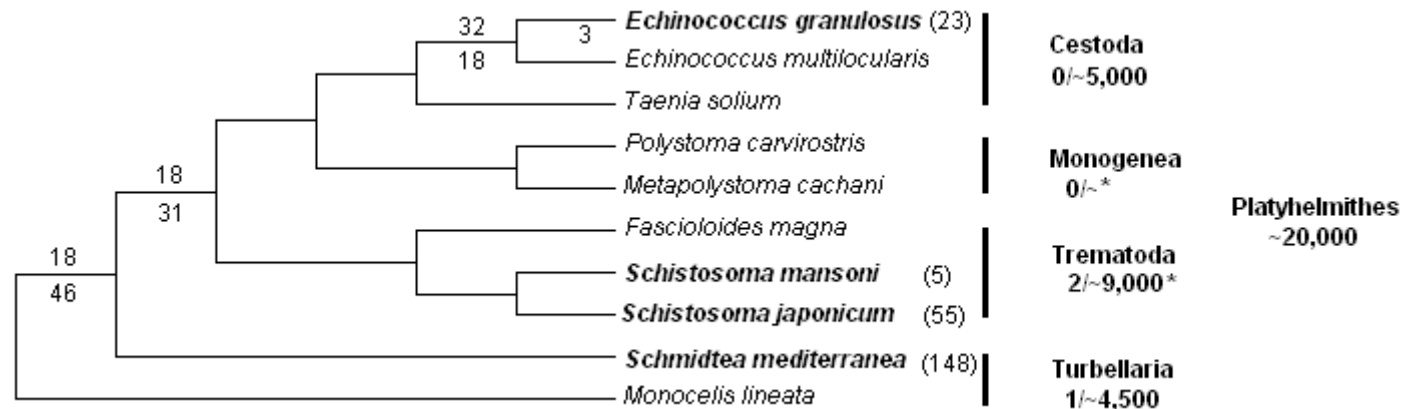 32
18
3
Echinococcus granulosus (23)
Echinococcus multilocularis
Taenia solium
Cestoda
0/~5,000
Polystoma carvirostris
Metapolystoma cachani
Monogenea
0/~*
18
31
Fascioloides magna
Schistosoma mansoni (5)
Schistosoma japonicum (55)
Trematoda
2/~9,000*
Platyhelmithes
~20,000
18
46
Schmidtea mediterranea (148)
Monocelis lineata
Turbellaria
1/~4,500